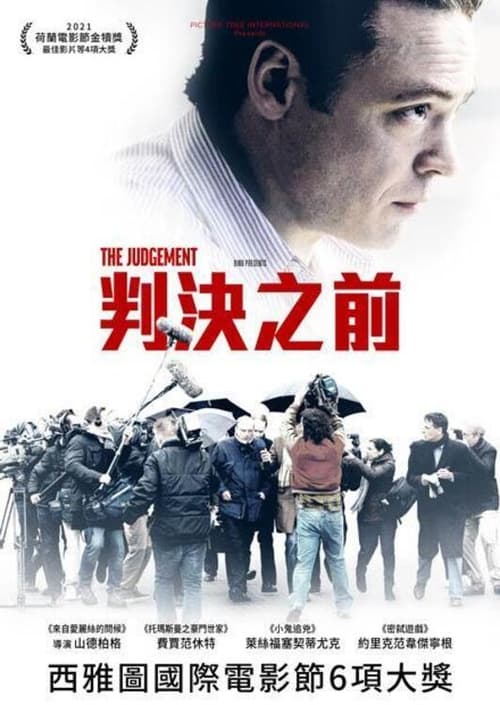 2021
荷蘭電影節金犢獎
最佳影片等4項大獎
PICTURE TREE INTERNATIONAL
Presents
THE JUDGEMENT
BIND PRESENTS
判決之前
《來自愛麗絲的問候》
導演 山德柏格
《托瑪斯曼之豪門世家》
費賈范休特
《小鬼追兇》
萊絲福塞契蒂尤克
《密弒遊戲》
約里克范韋傑寧根
西雅圖國際電影節6項大獎